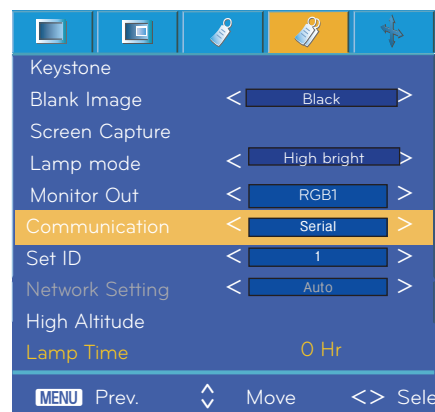 Keystone
Blank Image < Black >
Screen Capture
Lamp mode < High bright >
Monitor Out < RGB1 >
Communication < Serial >
Set ID < 1 >
Network Setting < Auto >
High Altitude
Lamp Time 0 Hr
MENU Prev. Move <> Sele